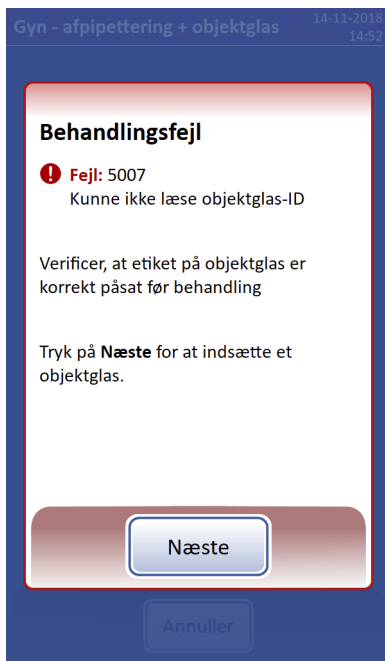 Gyn - afpipettering + objektglas
14-11-2018
14:52
Behandlingsfejl
Fejl: 5007
Kunne ikke læse objektglas-ID
Verificer, at etiket på objektglas er
korrekt påsat før behandling
Tryk på Næste for at indsætte et
objektglas.
Næste
Annuller